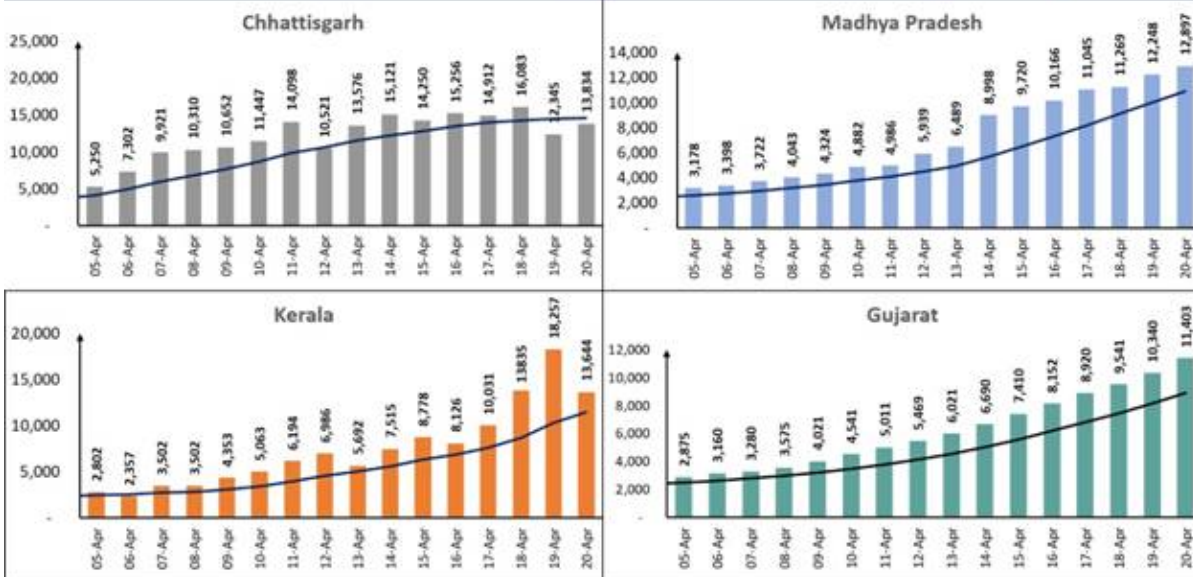 Chhattisgarh
25,000
20,000
15,000
10,000
5,000
-
5,250
7,302
9,921
10,310
10,652
11,447
14,098
10,521
13,576
15,121
14,250
15,256
14,912
16,083
12,345
13,834
05-Apr
06-Apr
07-Apr
08-Apr
09-Apr
10-Apr
11-Apr
12-Apr
13-Apr
14-Apr
15-Apr
16-Apr
17-Apr
18-Apr
19-Apr
20-Apr
Madhya Pradesh
14,000
12,000
10,000
8,000
6,000
4,000
2,000
-
3,178
3,398
3,722
4,043
4,324
4,882
4,986
5,939
6,489
8,998
9,720
10,166
11,045
11,269
12,248
12,897
05-Apr
06-Apr
07-Apr
08-Apr
09-Apr
10-Apr
11-Apr
12-Apr
13-Apr
14-Apr
15-Apr
16-Apr
17-Apr
18-Apr
19-Apr
20-Apr
Kerala
20,000
15,000
10,000
5,000
-
2,802
2,357
3,502
3,502
4,353
5,063
6,194
6,986
5,692
7,515
8,778
8,126
10,031
13835
18,257
13,644
05-Apr
06-Apr
07-Apr
08-Apr
09-Apr
10-Apr
11-Apr
12-Apr
13-Apr
14-Apr
15-Apr
16-Apr
17-Apr
18-Apr
19-Apr
20-Apr
Gujarat
12,000
10,000
8,000
6,000
4,000
2,000
-
2,875
3,160
3,280
3,575
4,021
4,541
5,011
5,469
6,021
6,690
7,410
8,152
8,920
9,541
10,340
11,403
05-Apr
06-Apr
07-Apr
08-Apr
09-Apr
10-Apr
11-Apr
12-Apr
13-Apr
14-Apr
15-Apr
16-Apr
17-Apr
18-Apr
19-Apr
20-Apr